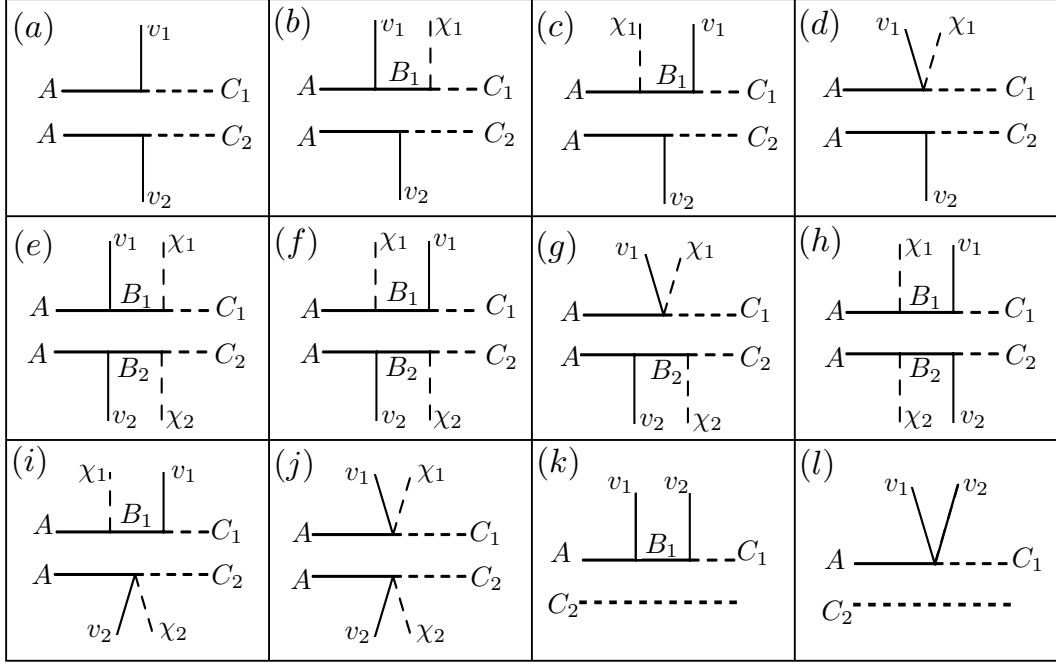 (a) v₁
A C₁
A C₂
v₂
(b) v₁ χ₁
A B₁ C₁
A C₂
v₂
(c) χ₁ v₁
A B₁ C₁
A C₂
v₂
(d) v₁ χ₁
A C₁
A C₂
v₂
(e) v₁ χ₁
A B₁ C₁
A B₂ C₂
v₂ χ₂
(f) χ₁ v₁
A B₁ C₁
A B₂ C₂
v₂ χ₂
(g) v₁ χ₁
A C₁
A B₂ C₂
v₂ χ₂
(h) χ₁ v₁
A B₁ C₁
A B₂ C₂
χ₂ v₂
(i) χ₁ v₁
A B₁ C₁
A C₂
v₂ χ₂
(j) v₁ χ₁
A C₁
A C₂
v₂ χ₂
(k) v₁ v₂
A B₁ C₁
C₂
(l) v₁ v₂
A C₁
C₂